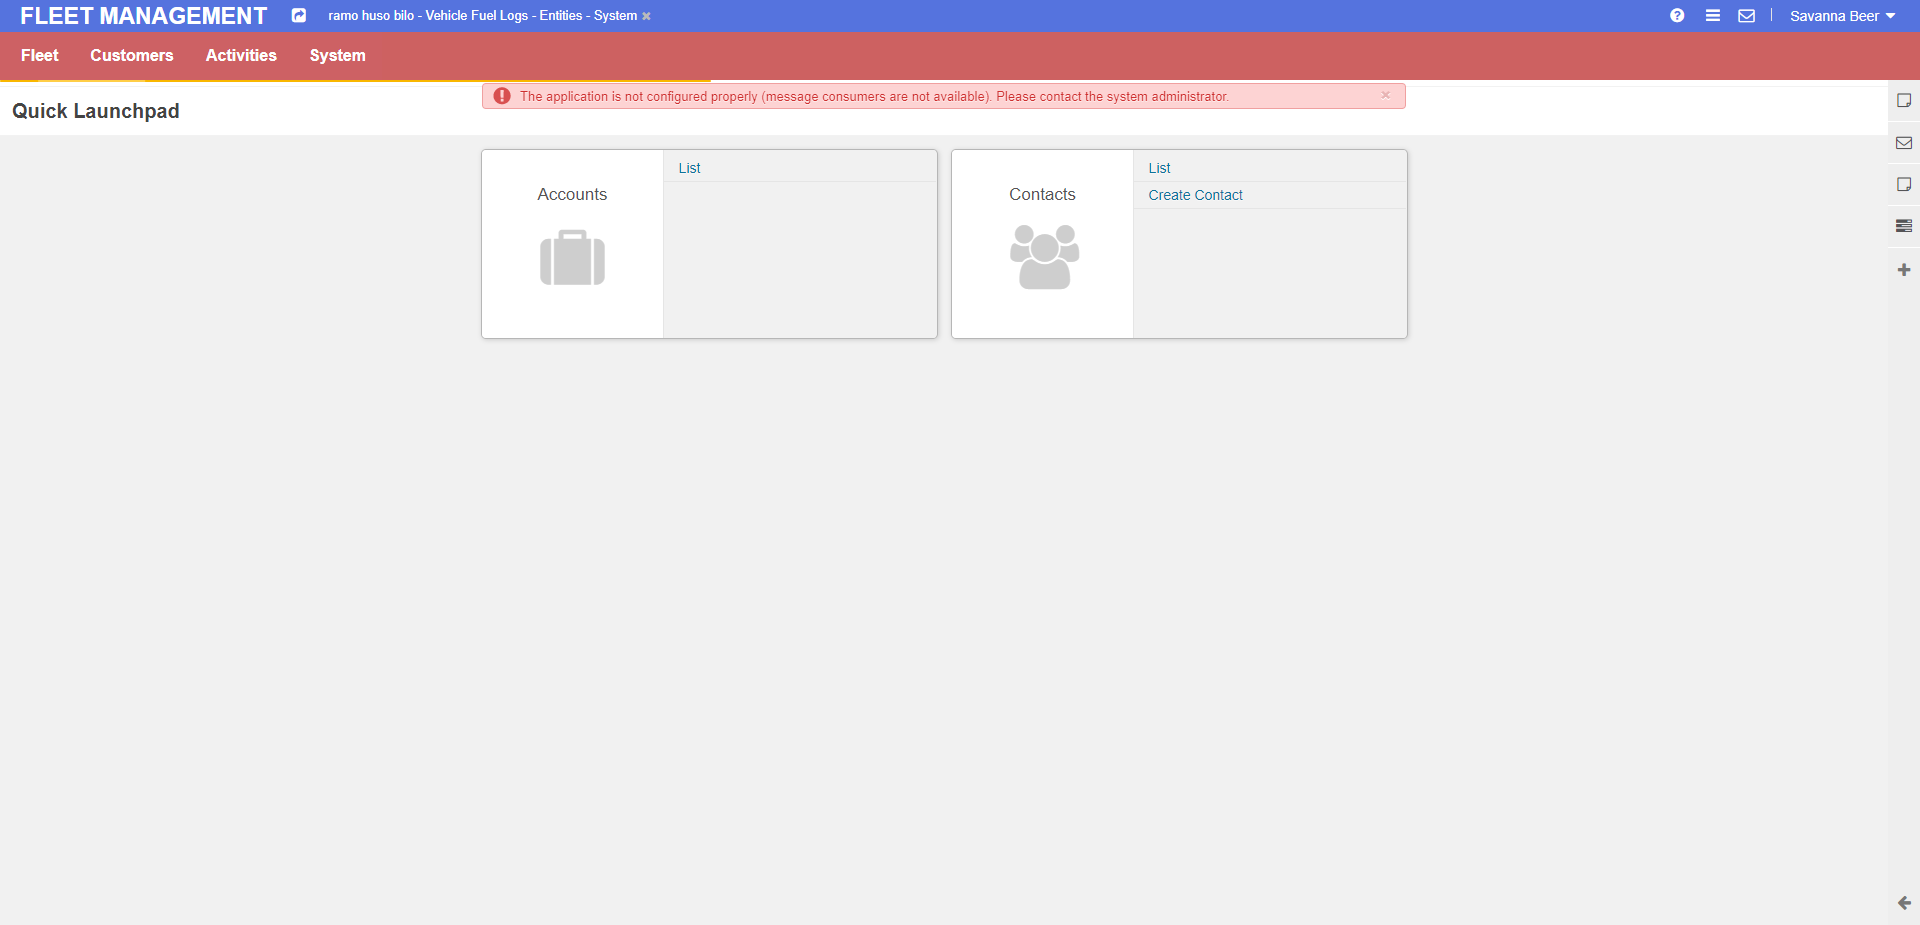 FLEET MANAGEMENT
ramo huso bilo - Vehicle Fuel Logs - Entities - System
Savanna Beer
Fleet
Customers
Activities
System
The application is not configured properly (message consumers are not available). Please contact the system administrator.
Quick Launchpad
Accounts
List
Contacts
List
Create Contact